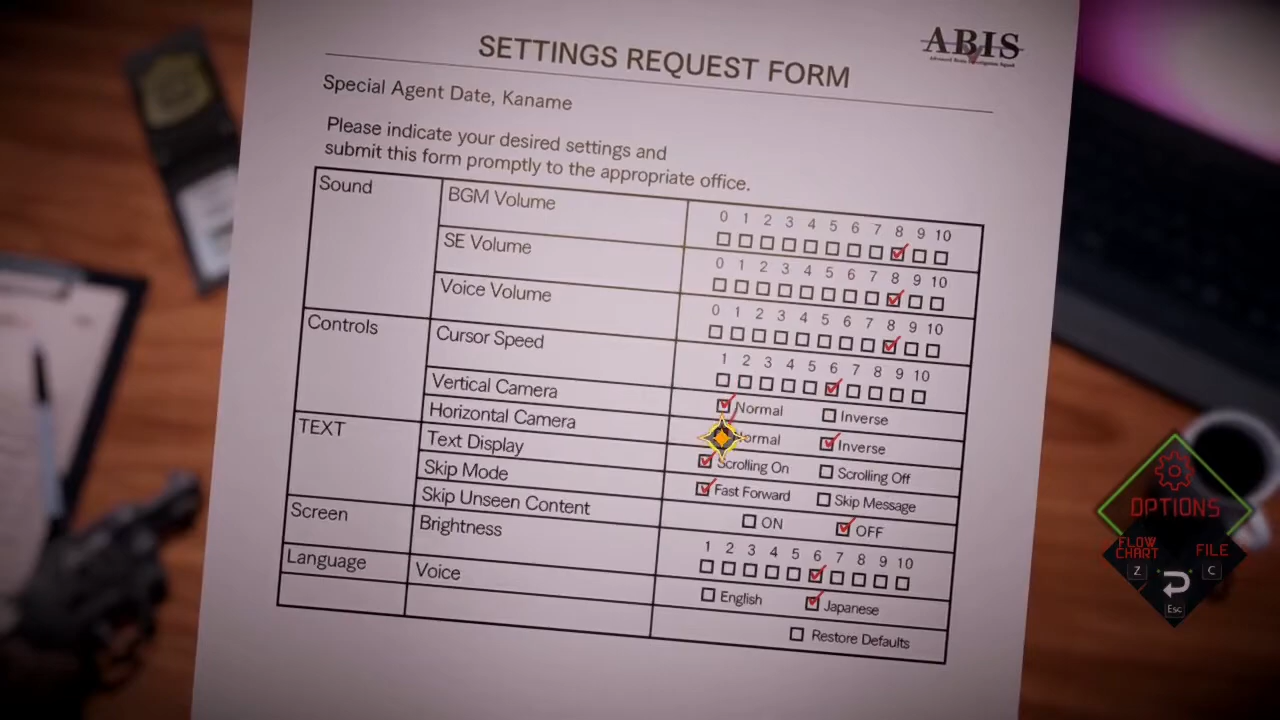 ABIS
SETTINGS REQUEST FORM
Special Agent Date, Kaname
Please indicate your desired settings and
submit this form promptly to the appropriate office.
Sound
BGM Volume
0 1 2 3 4 5 6 7 8 9 10
SE Volume
0 1 2 3 4 5 6 7 8 9 10
Voice Volume
0 1 2 3 4 5 6 7 8 9 10
Controls
Cursor Speed
1 2 3 4 5 6 7 8 9 10
Vertical Camera
Normal Inverse
Horizontal Camera
ormal Inverse
TEXT
Text Display
Scrolling On Scrolling Off
Skip Mode
Fast Forward Skip Message
Skip Unseen Content
ON OFF
Screen
Brightness
1 2 3 4 5 6 7 8 9 10
Language
Voice
English Japanese
Restore Defaults
OPTIONS
FLOW
CHART
FILE
Z
C
Esc